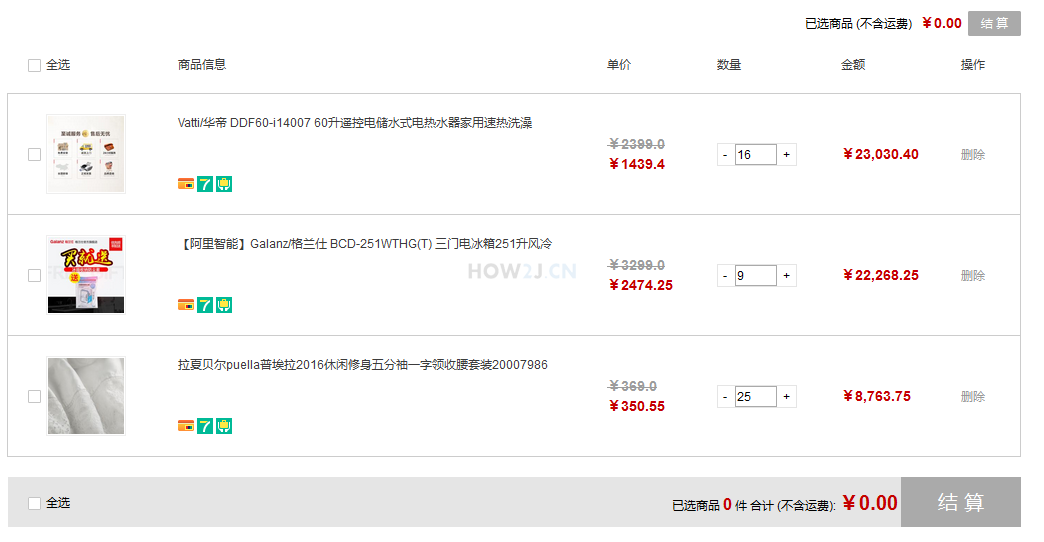 已选商品 (不含运费) ￥0.00 结 算
全选 商品信息 单价 数量 金额 操作
Vatti/华帝 DDF60-i14007 60升遥控电储水式电热水器家用速热洗澡
￥2399.0
￥1439.4
- 16 +
￥23,030.40
删除
7
【阿里智能】Galanz/格兰仕 BCD-251WTHG(T) 三门电冰箱251升风冷
Galanz
买就送
送
HOW2J.CN
￥3299.0
￥2474.25
- 9 +
￥22,268.25
删除
7
拉夏贝尔puella普埃拉2016休闲修身五分袖一字领收腰套装20007986
￥369.0
￥350.55
- 25 +
￥8,763.75
删除
7
全选 已选商品 0 件 合计 (不含运费): ￥0.00 结 算